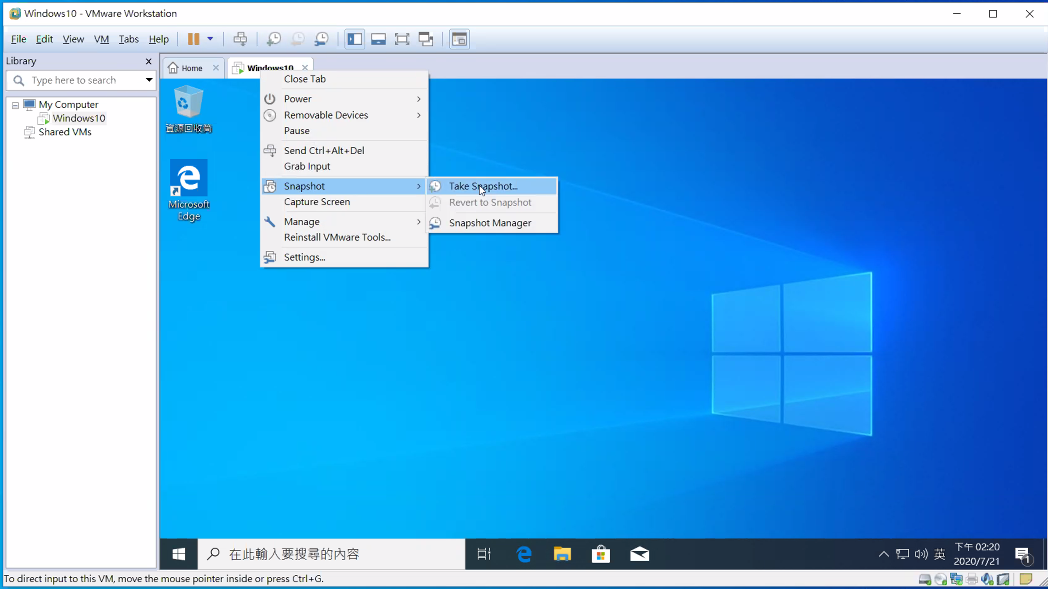 Windows10 - VMware Workstation
File Edit View VM Tabs Help
Library
Type here to search
My Computer
Windows10
Shared VMs
Home
Windows10
Close Tab
Power
Removable Devices
Pause
Send Ctrl+Alt+Del
Grab Input
Snapshot
Capture Screen
Manage
Reinstall VMware Tools...
Settings...
Take Snapshot...
Revert to Snapshot
Snapshot Manager
資源回收筒
Microsoft
Edge
在此輸入要搜尋的內容
英
下午 02:20
2020/7/21
1
To direct input to this VM, move the mouse pointer inside or press Ctrl+G.